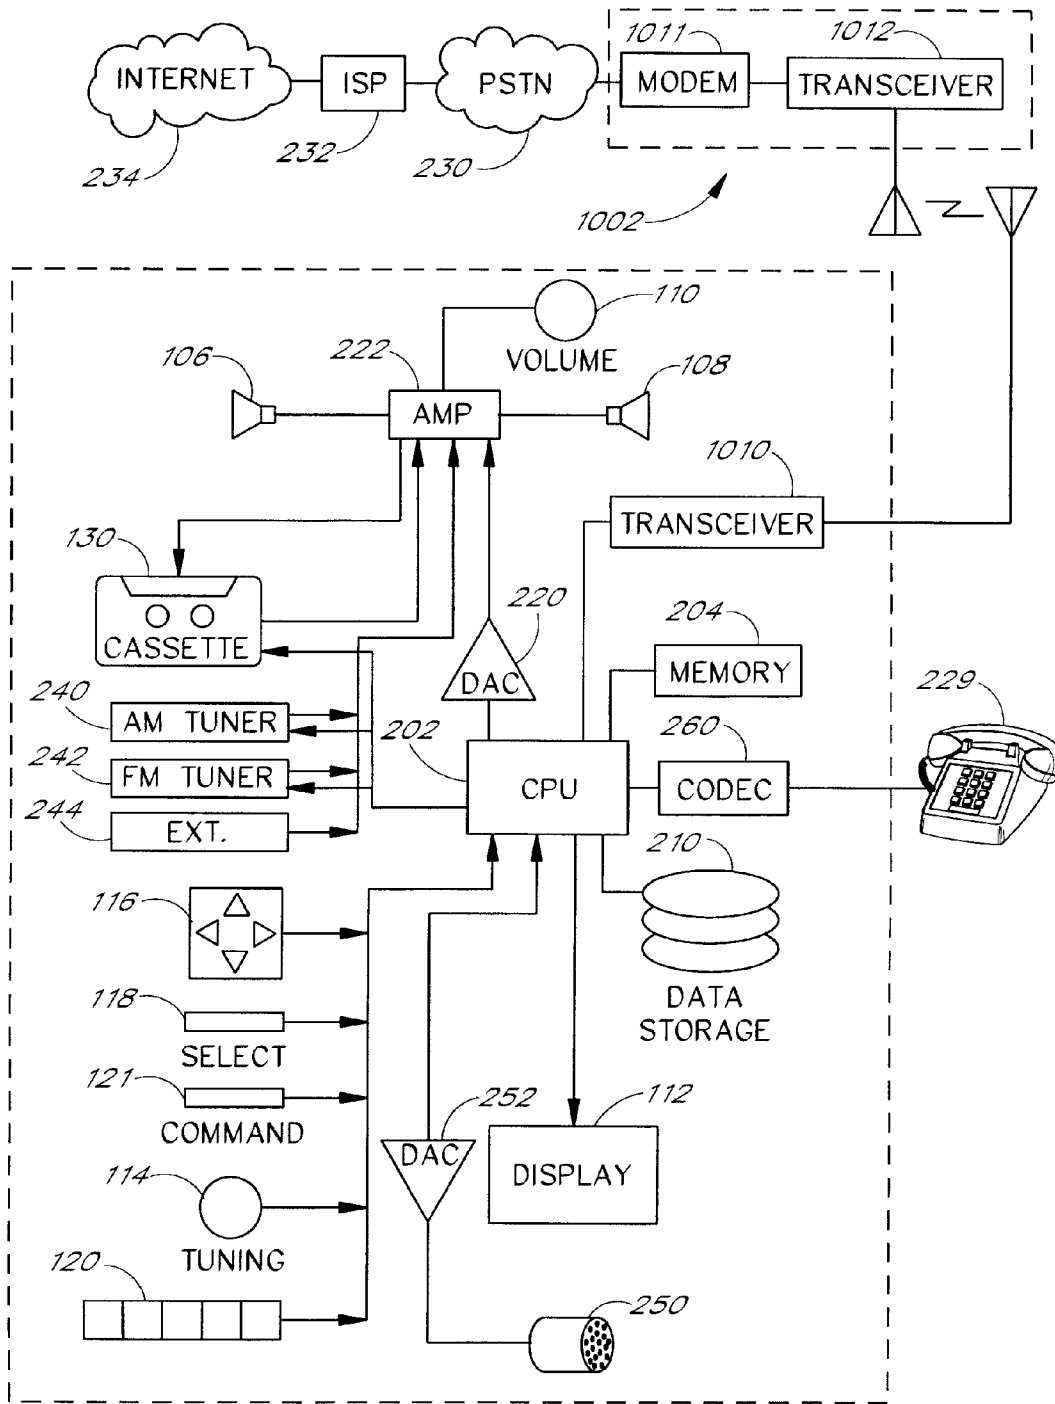 1011
1012
INTERNET
ISP
PSTN
MODEM
TRANSCEIVER
234
232
230
1002
110
VOLUME
106
222
108
AMP
1010
TRANSCEIVER
130
CASSETTE
220
DAC
204
MEMORY
240
AM TUNER
202
260
229
242
FM TUNER
CPU
CODEC
244
EXT.
210
116
DATA
STORAGE
118
SELECT
121
COMMAND
252
DAC
112
DISPLAY
114
TUNING
120
250